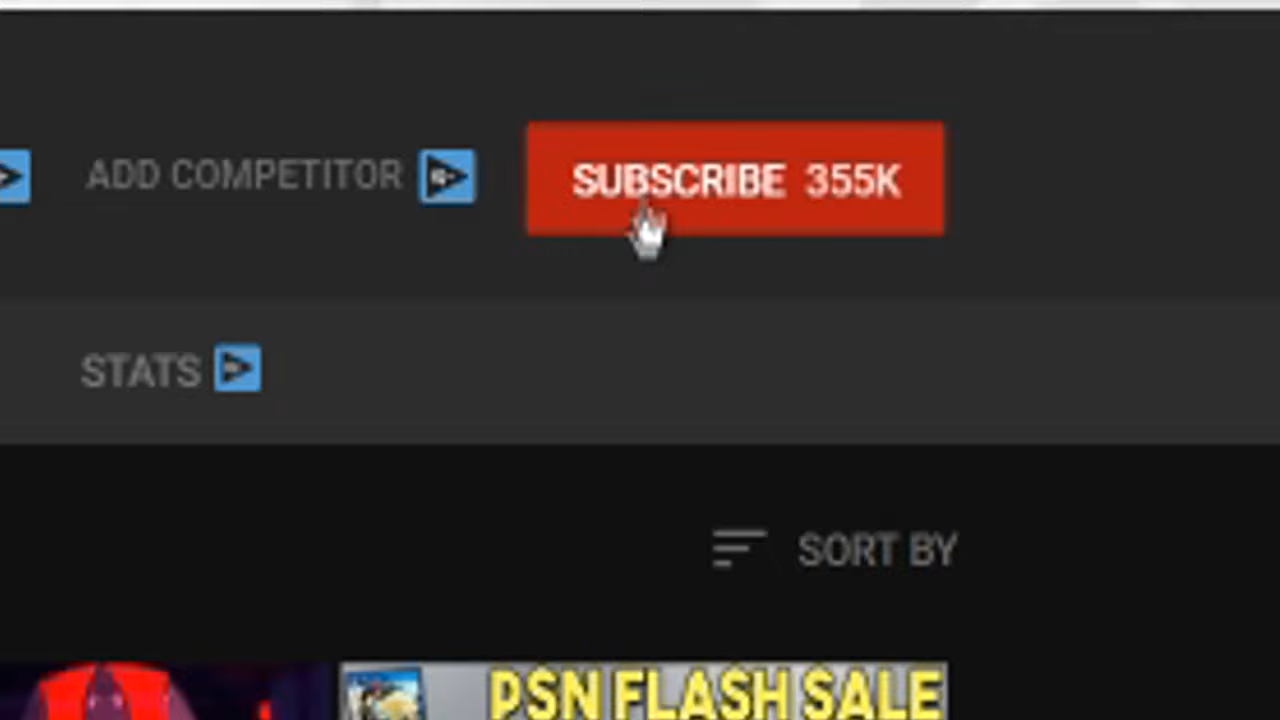 ADD COMPETITOR
SUBSCRIBE 355K
STATS
SORT BY
PSN FLASH SALE